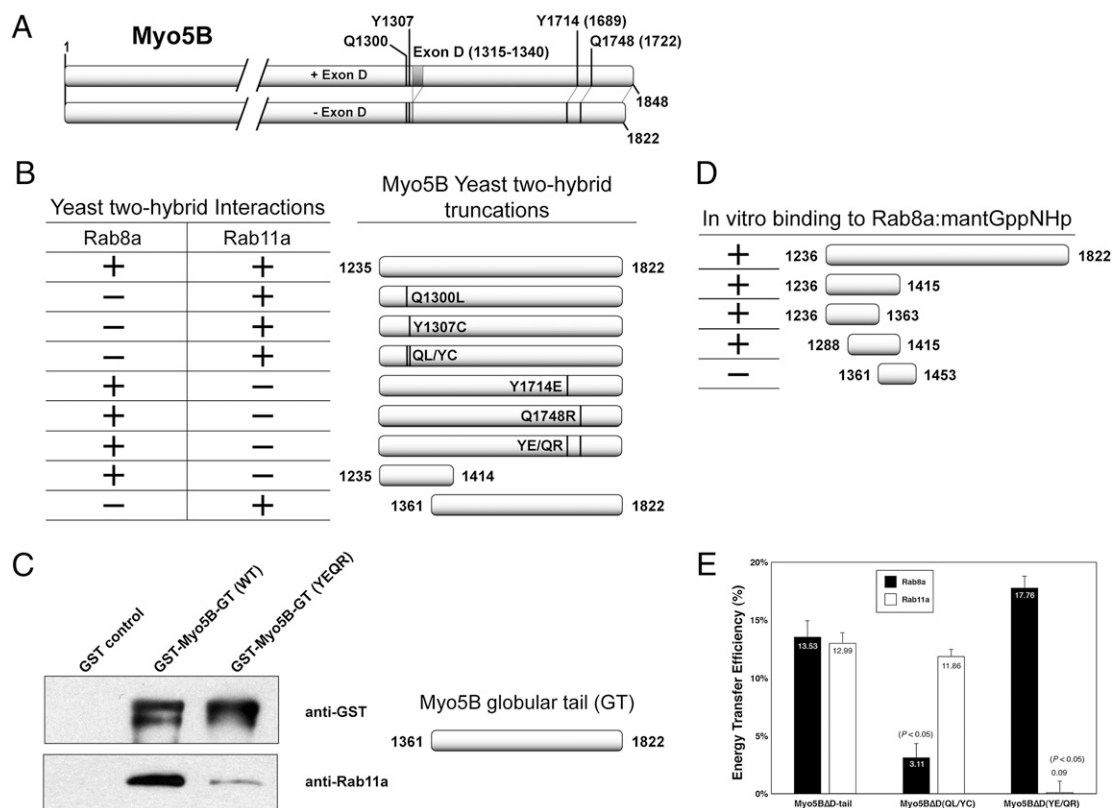 A
Myo5B
1
Y1307
Q1300
Exon D (1315-1340)
Y1714 (1689)
Q1748 (1722)
+ Exon D
1848
- Exon D
1822
B
Yeast two-hybrid Interactions
Rab8a Rab11a
+ +
− +
− +
− +
+ −
+ −
+ −
+ −
− +
Myo5B Yeast two-hybrid
truncations
1235 1822
Q1300L
Y1307C
QL/YC
Y1714E
Q1748R
YE/QR
1235 1414
1361 1822
D
In vitro binding to Rab8a:mantGppNHp
+ 1236 1822
+ 1236 1415
+ 1236 1363
+ 1288 1415
− 1361 1453
C
GST control
GST-Myo5B-GT (WT)
GST-Myo5B-GT (YEQR)
anti-GST
anti-Rab11a
Myo5B globular tail (GT)
1361 1822
E
Energy Transfer Efficiency (%)
20%
15%
10%
5%
0%
Rab8a
Rab11a
13.53
12.99
(P < 0.05)
3.11
11.86
17.76
(P < 0.05)
0.09
Myo5BΔD-tail
Myo5BΔD(QL/YC)
Myo5BΔD(YE/QR)